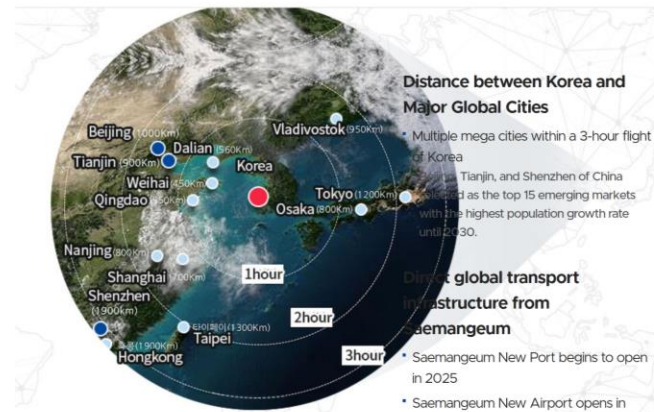 Distance between Korea and
Major Global Cities
Multiple mega cities within a 3-hour flight
of Korea
Tianjin, and Shenzhen of China
as the top 15 emerging markets
with the highest population growth rate
until 2030.
Direct global transport
infrastructure from
Saemangeum
Saemangeum New Port begins to open
in 2025
Saemangeum New Airport opens in
Vladivostok (950Km)
Beijing (1000Km)
Dalian (560Km)
Tianjin (900Km)
Korea
Weihai (450Km)
Tokyo (1200Km)
Qingdao
Osaka (800Km)
Nanjing (800Km)
Shanghai (700Km)
1hour
Shenzhen
(1900Km)
2hour
타이페이(1300Km)
Taipei
3hour
(1900Km)
Hongkong